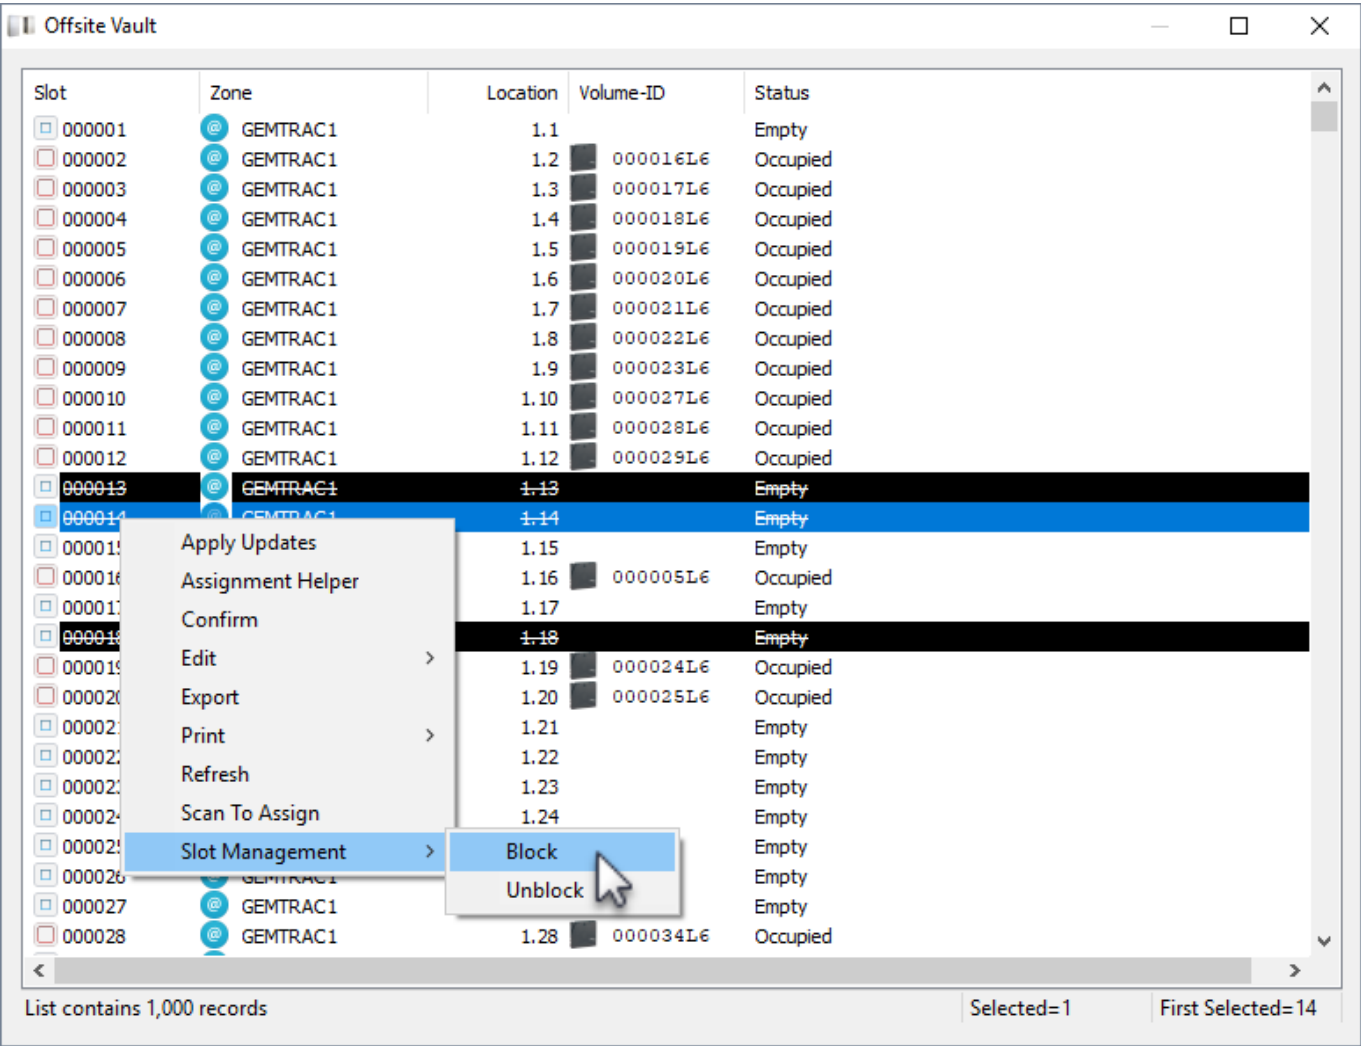 Offsite Vault
Slot Zone Location Volume-ID Status
000001 GEMTRAC1 1.1 Empty
000002 GEMTRAC1 1.2 000016L6 Occupied
000003 GEMTRAC1 1.3 000017L6 Occupied
000004 GEMTRAC1 1.4 000018L6 Occupied
000005 GEMTRAC1 1.5 000019L6 Occupied
000006 GEMTRAC1 1.6 000020L6 Occupied
000007 GEMTRAC1 1.7 000021L6 Occupied
000008 GEMTRAC1 1.8 000022L6 Occupied
000009 GEMTRAC1 1.9 000023L6 Occupied
000010 GEMTRAC1 1.10 000027L6 Occupied
000011 GEMTRAC1 1.11 000028L6 Occupied
000012 GEMTRAC1 1.12 000029L6 Occupied
000013 GEMTRAC1 1.13 Empty
000014 GEMTRAC1 1.14 Empty
1.15 Empty
1.16 000005L6 Occupied
1.17 Empty
1.18 Empty
1.19 000024L6 Occupied
1.20 000025L6 Occupied
1.21 Empty
1.22 Empty
1.23 Empty
1.24 Empty
Empty
000026 GEMTRAC1 Empty
000027 GEMTRAC1 Empty
000028 GEMTRAC1 1.28 000034L6 Occupied
Apply Updates
Assignment Helper
Confirm
Edit
Export
Print
Refresh
Scan To Assign
Slot Management
Block
Unblock
List contains 1,000 records Selected=1 First Selected=14